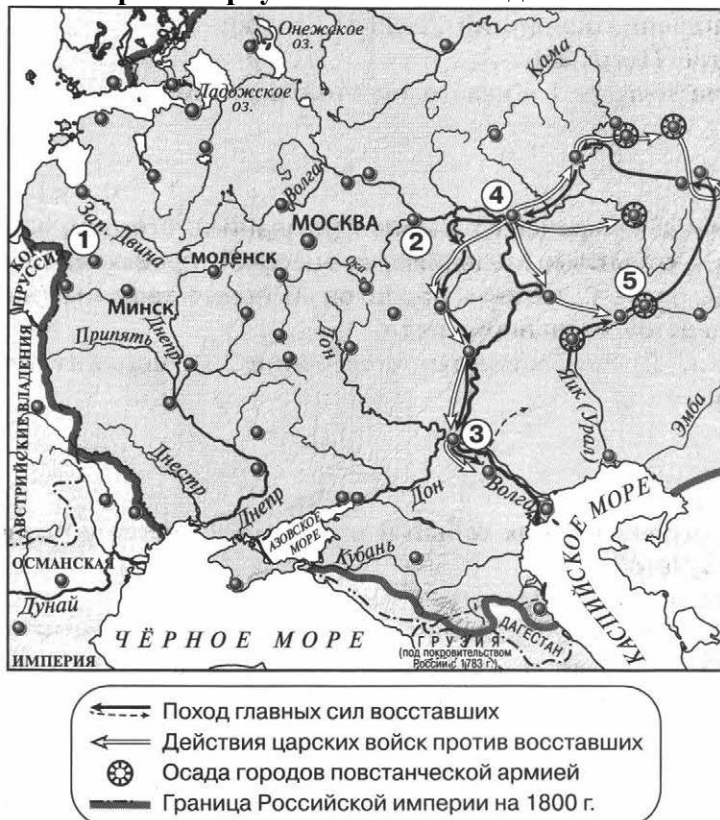 Онежское
оз.
Кама
Ладожское
оз.
Волга
4
МОСКВА
2
Зап. Двина
1
КОР.
ПРУССИЯ
Смоленск
Ока
5
Минск
Днепр
Припять
Дон
АВСТРИЙСКИЕ ВЛАДЕНИЯ
Яик (Урал)
Эмба
3
Днестр
Днепр
Дон
Волга
АЗОВСКОЕ
МОРЕ
Кубань
ОСМАНСКАЯ
Дунай
КАСПИЙСКОЕ МОРЕ
ЧЁРНОЕ МОРЕ
ГРУЗИЯ
(под покровительством
России с 1783 г.)
ДАГЕСТАН
ИМПЕРИЯ
Поход главных сил восставших
Действия царских войск против восставших
Осада городов повстанческой армией
Граница Российской империи на 1800 г.